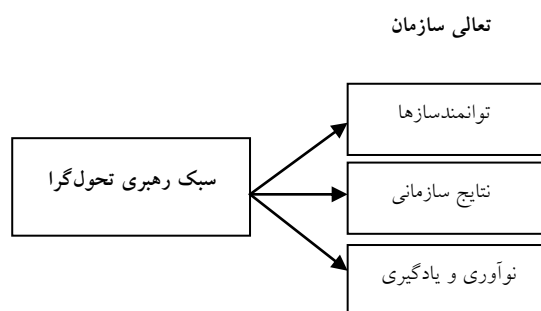 تعالی سازمان
توانمندسازها
سبک رهبری تحول‌گرا
نتایج سازمانی
نوآوری و یادگیری